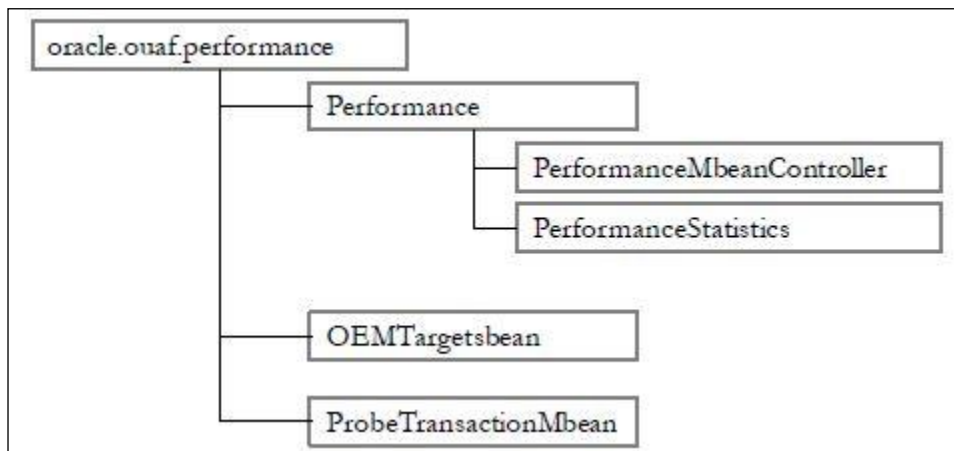 oracle.ouaf.performance
Performance
PerformanceMbeanController
PerformanceStatistics
OEMTargetsbean
ProbeTransactionMbean